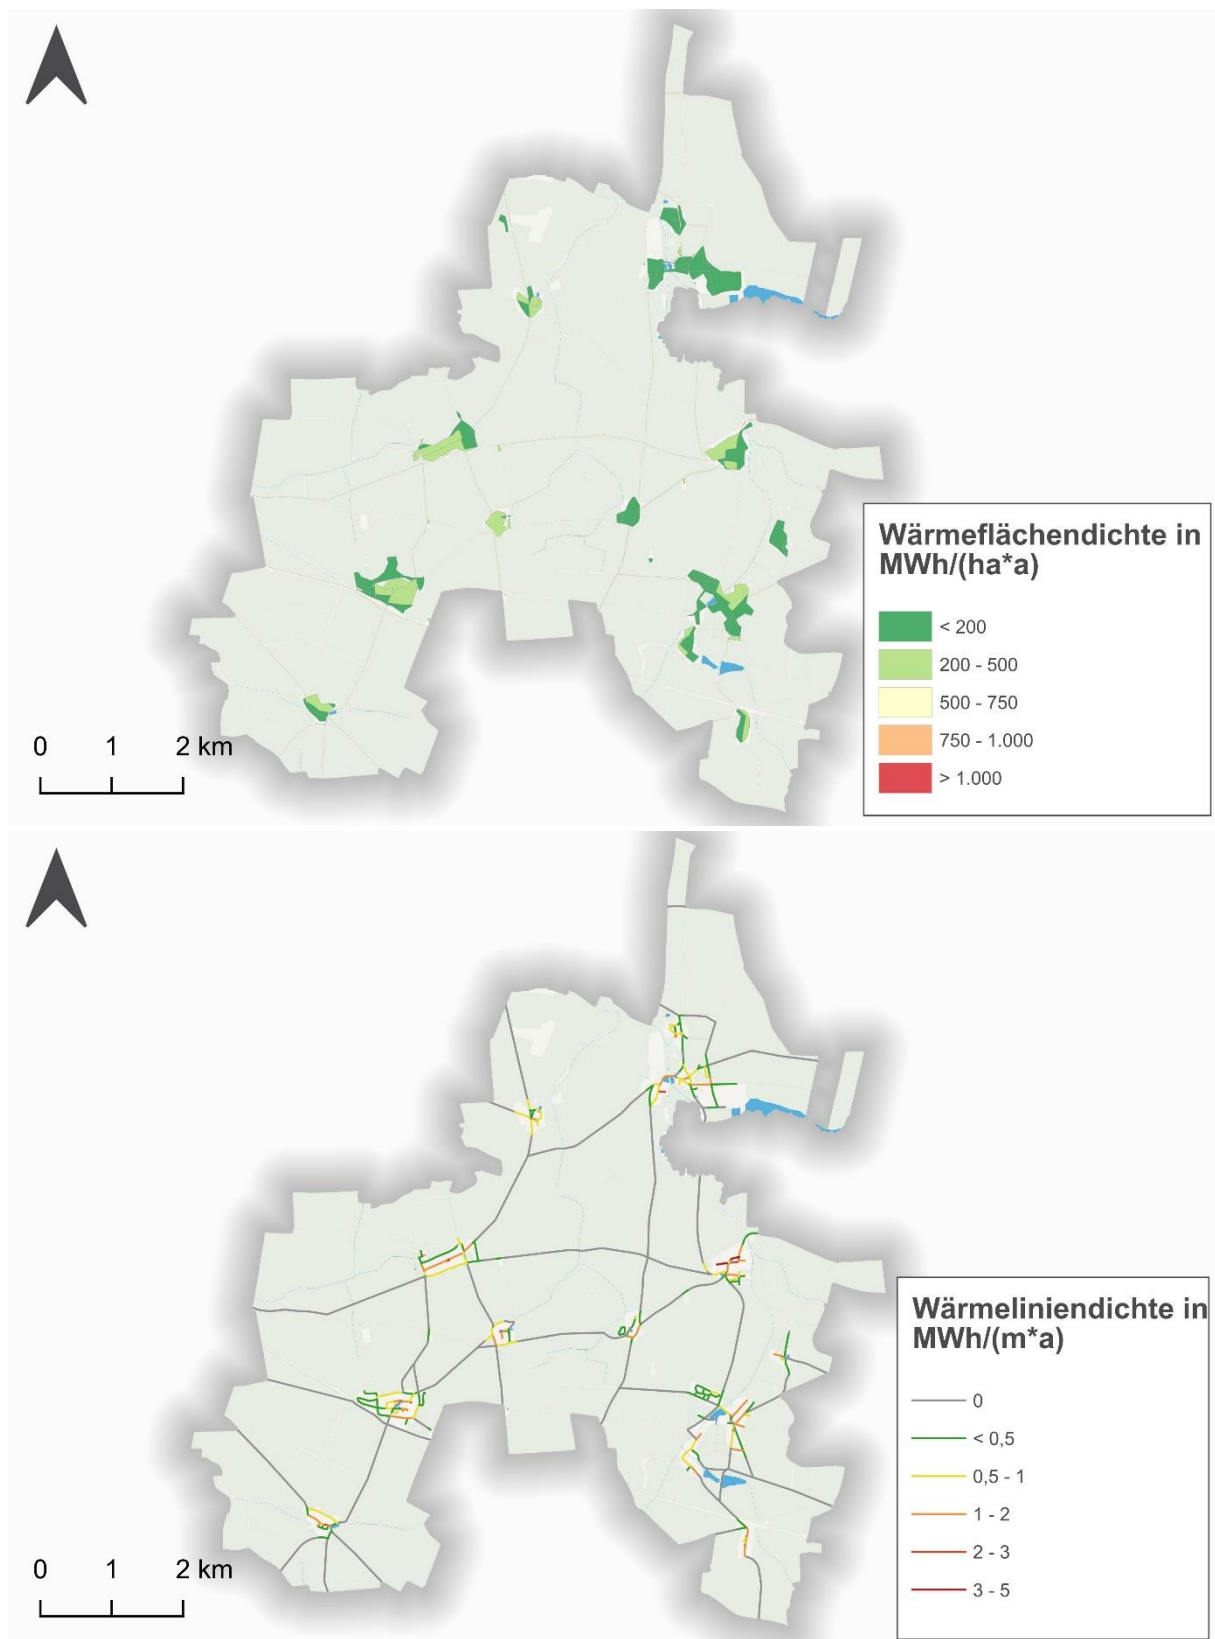 Wärmeflächendichte in
MWh/(ha*a)
< 200
200 - 500
500 - 750
750 - 1.000
> 1.000
0 1 2 km
Wärmeliniendichte in
MWh/(m*a)
0
< 0,5
0,5 - 1
1 - 2
2 - 3
3 - 5
0 1 2 km